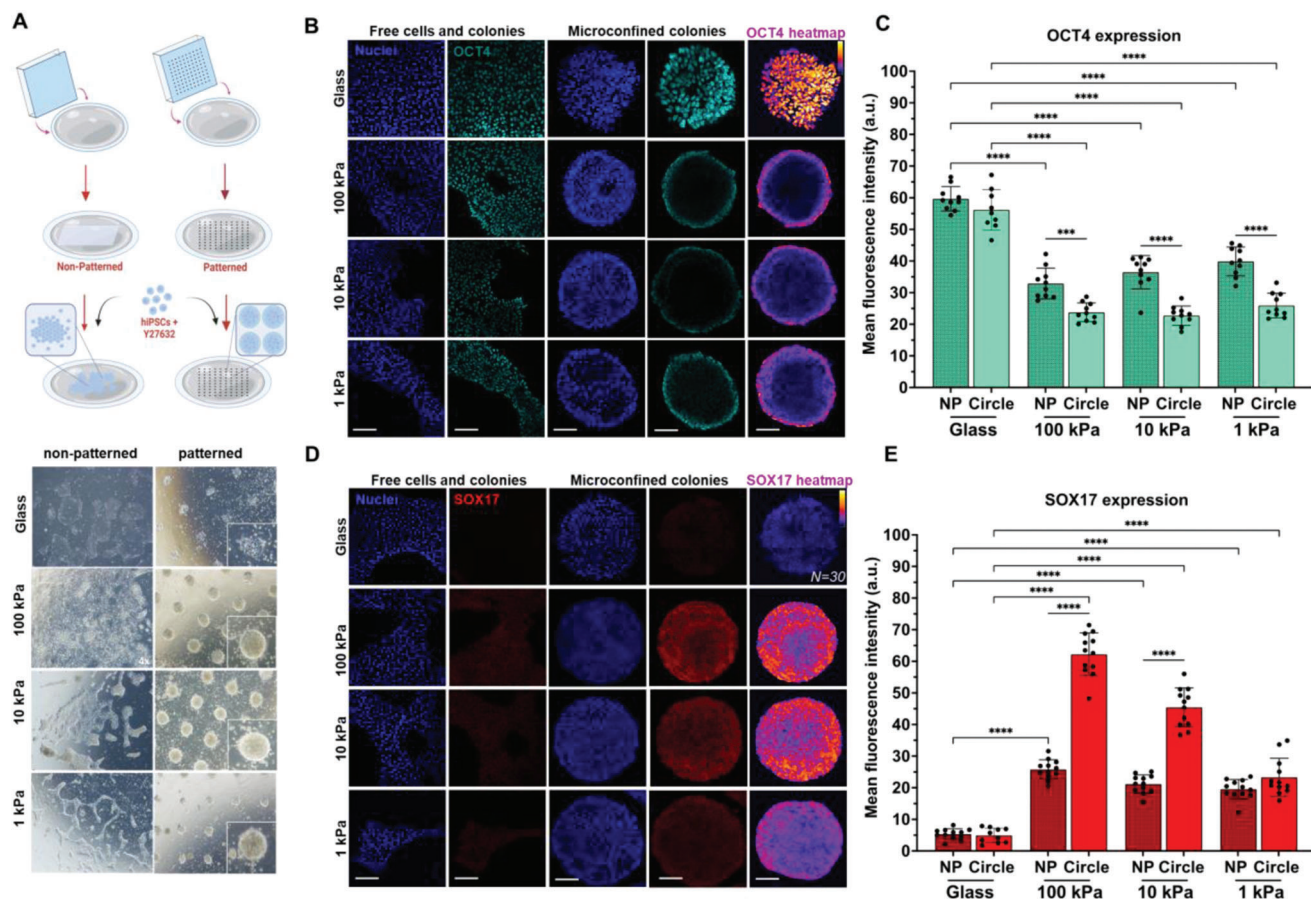 A
Non-Patterned
Patterned
hiPSCs +
Y27632
non-patterned
patterned
Glass
100 kPa
4x
10 kPa
1 kPa
B
Free cells and colonies
Microconfined colonies
OCT4 heatmap
Nuclei
OCT4
Glass
100 kPa
10 kPa
1 kPa
C
OCT4 expression
Mean fluorescence intensity (a.u.)
100
90
80
70
60
50
40
30
20
10
0
****
****
****
****
****
****
***
****
****
NP Circle NP Circle NP Circle NP Circle
Glass 100 kPa 10 kPa 1 kPa
D
Free cells and colonies
Microconfined colonies
SOX17 heatmap
Nuclei
SOX17
Glass
N=30
100 kPa
10 kPa
1 kPa
E
SOX17 expression
Mean fluorescence intesnity (a.u.)
100
90
80
70
60
50
40
30
20
10
0
****
****
****
****
****
****
****
****
NP Circle NP Circle NP Circle NP Circle
Glass 100 kPa 10 kPa 1 kPa